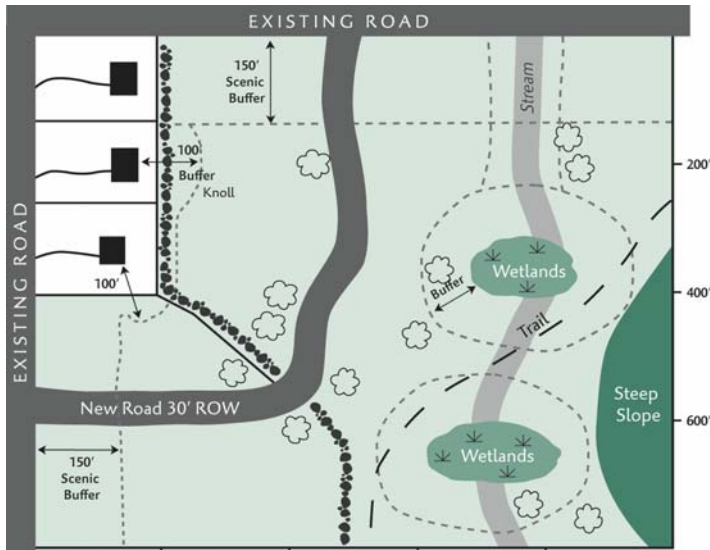 EXISTING ROAD
EXISTING ROAD
150'
Scenic
Buffer
Stream
100'
Buffer
Knoll
200'
100'
Wetlands
Buffer
400'
Trail
Steep
Slope
New Road 30' ROW
600'
150'
Scenic
Buffer
Wetlands